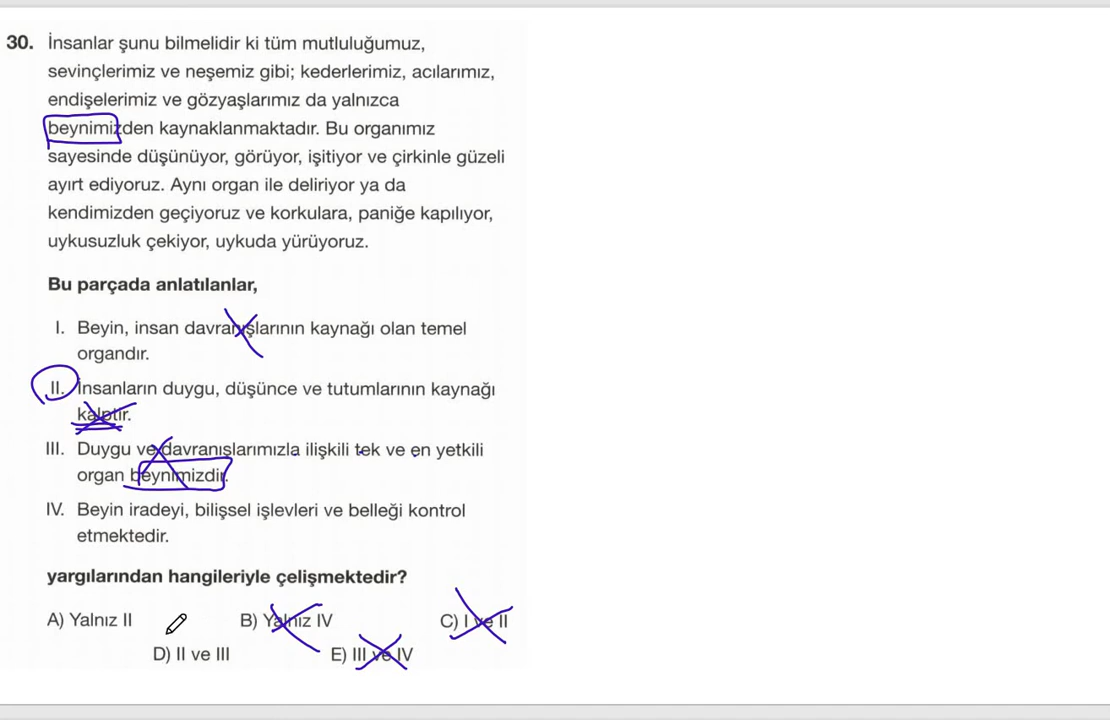 30. İnsanlar şunu bilmelidir ki tüm mutluluğumuz,
sevinçlerimiz ve neşemiz gibi; kederlerimiz, acılarımız,
endişelerimiz ve gözyaşlarımız da yalnızca
beynimizden kaynaklanmaktadır. Bu organımız
sayesinde düşünüyor, görüyor, işitiyor ve çirkinle güzeli
ayırt ediyoruz. Aynı organ ile deliriyor ya da
kendimizden geçiyoruz ve korkulara, paniğe kapılıyor,
uykusuzluk çekiyor, uykuda yürüyoruz.
Bu parçada anlatılanlar,
I. Beyin, insan davranışlarının kaynağı olan temel
organdır.
II. İnsanların duygu, düşünce ve tutumlarının kaynağı
kalptir.
III. Duygu ve davranışlarımızla ilişkili tek ve en yetkili
organ beynimizdir.
IV. Beyin iradeyi, bilişsel işlevleri ve belleği kontrol
etmektedir.
yargılarından hangileriyle çelişmektedir?
A) Yalnız II B) Yalnız IV C) I ve II
D) II ve III E) III ve IV